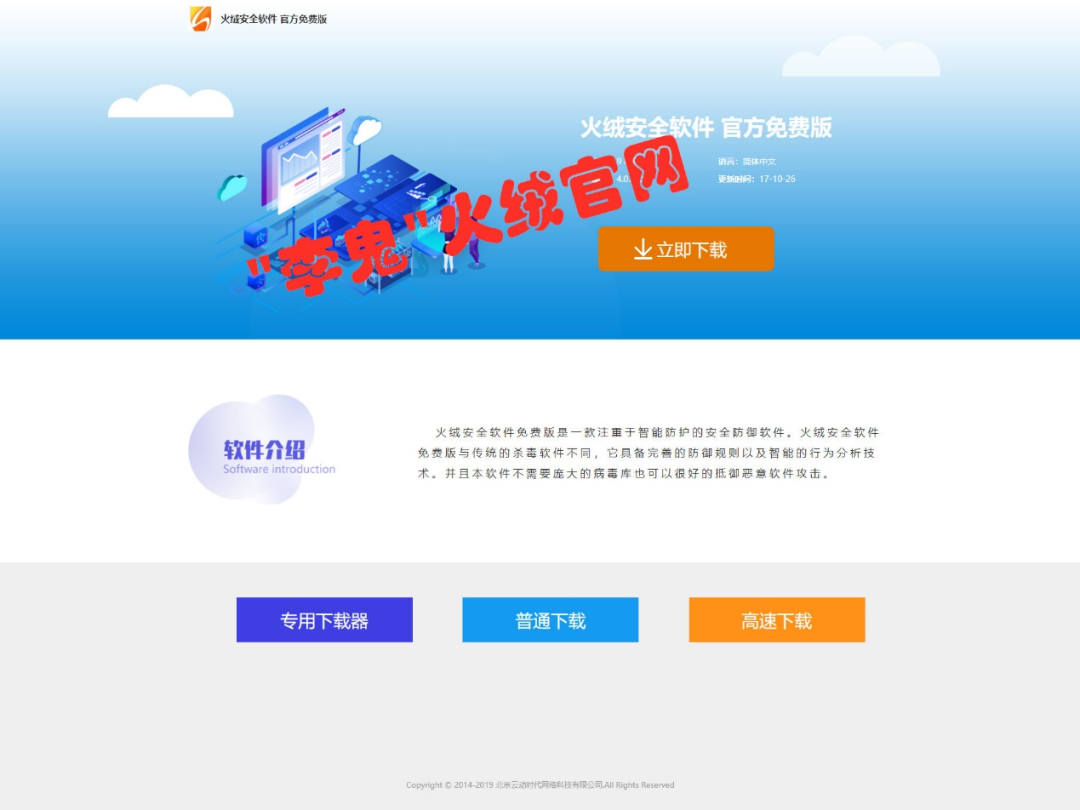 火绒安全软件 官方免费版
火绒安全软件 官方免费版
语言：简体中文
4.0.
更新时间：17-10-26
"李鬼"火绒官网
立即下载
软件介绍
Software introduction
火绒安全软件免费版是一款注重于智能防护的安全防御软件。火绒安全软件
免费版与传统的杀毒软件不同，它具备完善的防御规则以及智能的行为分析技
术。并且本软件不需要庞大的病毒库也可以很好的抵御恶意软件攻击。
专用下载器
普通下载
高速下载
Copyright © 2014-2019 北京云动时代网络科技有限公司.All Rights Reserved